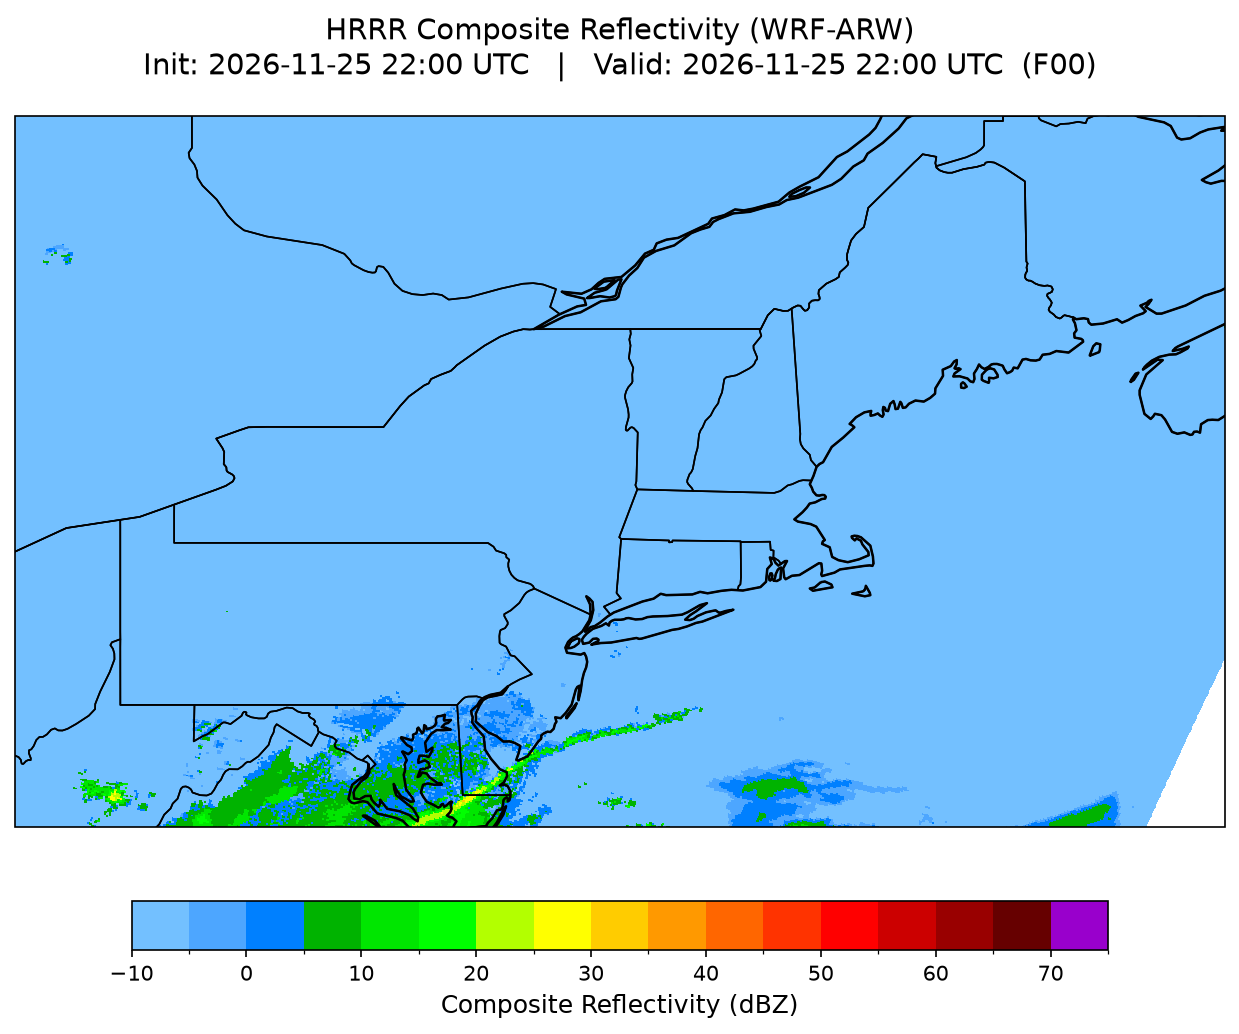 HRRR Composite Reflectivity (WRF-ARW)
Init: 2026-11-25 22:00 UTC   |   Valid: 2026-11-25 22:00 UTC  (F00)
−10 0 10 20 30 40 50 60 70
Composite Reflectivity (dBZ)